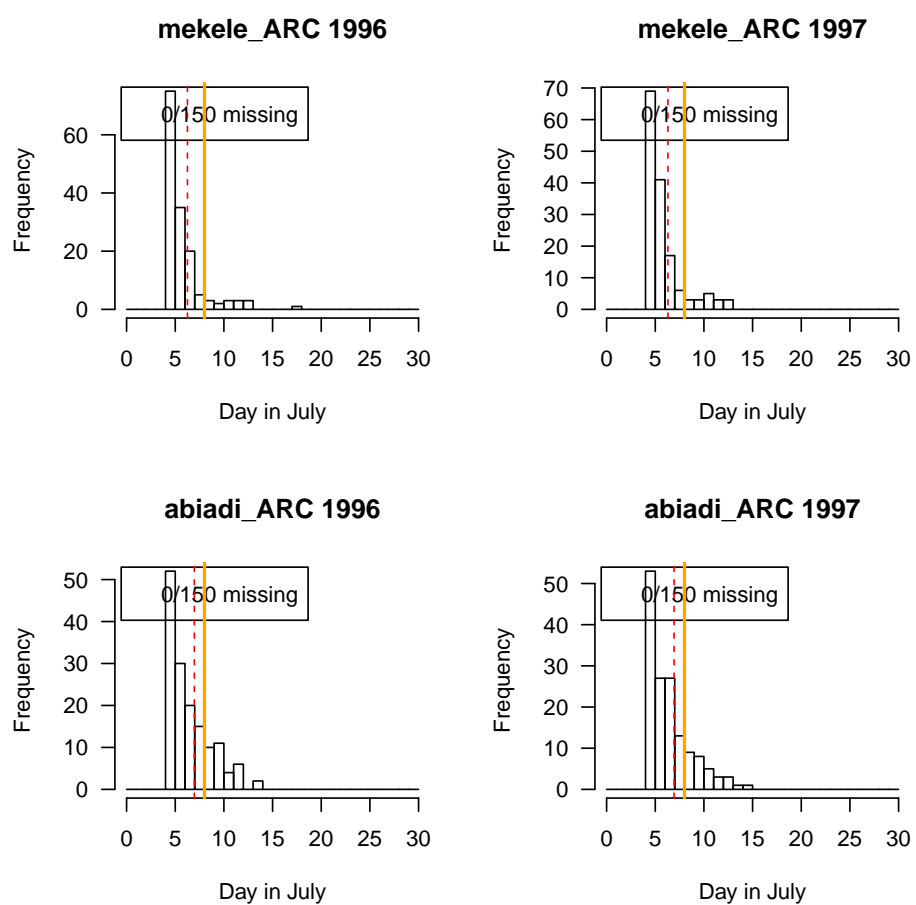 mekele_ARC 1996
0/150 missing
Frequency
60
40
20
0
0 5 10 15 20 25 30
Day in July
mekele_ARC 1997
0/150 missing
Frequency
70
60
50
40
30
20
10
0
0 5 10 15 20 25 30
Day in July
abiadi_ARC 1996
0/150 missing
Frequency
50
40
30
20
10
0
0 5 10 15 20 25 30
Day in July
abiadi_ARC 1997
0/150 missing
Frequency
50
40
30
20
10
0
0 5 10 15 20 25 30
Day in July